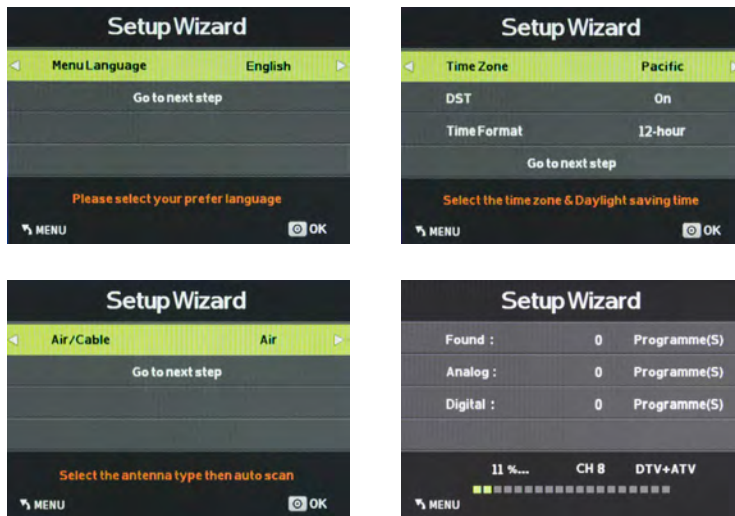 Setup Wizard
Menu Language English
Go to next step
Please select your prefer language
MENU OK
Setup Wizard
Time Zone Pacific
DST On
Time Format 12-hour
Go to next step
Select the time zone & Daylight saving time
MENU OK
Setup Wizard
Air/Cable Air
Go to next step
Select the antenna type then auto scan
MENU OK
Setup Wizard
Found : 0 Programme(S)
Analog : 0 Programme(S)
Digital : 0 Programme(S)
11 %... CH 8 DTV+ATV
MENU